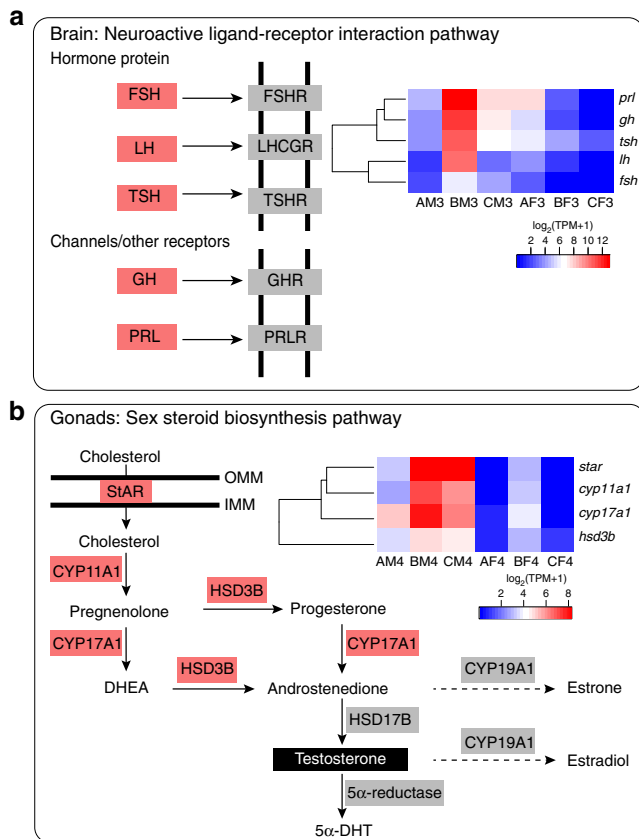 a
Brain: Neuroactive ligand-receptor interaction pathway
Hormone protein
FSH
FSHR
LH
LHCGR
TSH
TSHR
Channels/other receptors
GH
GHR
PRL
PRLR
prl
gh
tsh
lh
fsh
AM3 BM3 CM3 AF3 BF3 CF3
log2(TPM+1)
2 4 6 8 10 12
b
Gonads: Sex steroid biosynthesis pathway
Cholesterol
OMM
StAR
IMM
Cholesterol
CYP11A1
HSD3B
Pregnenolone
Progesterone
CYP17A1
HSD3B
CYP17A1
DHEA
Androstenedione
CYP19A1
Estrone
HSD17B
Testosterone
CYP19A1
Estradiol
5α-reductase
5α-DHT
star
cyp11a1
cyp17a1
hsd3b
AM4 BM4 CM4 AF4 BF4 CF4
log2(TPM+1)
0 2 4 6 8